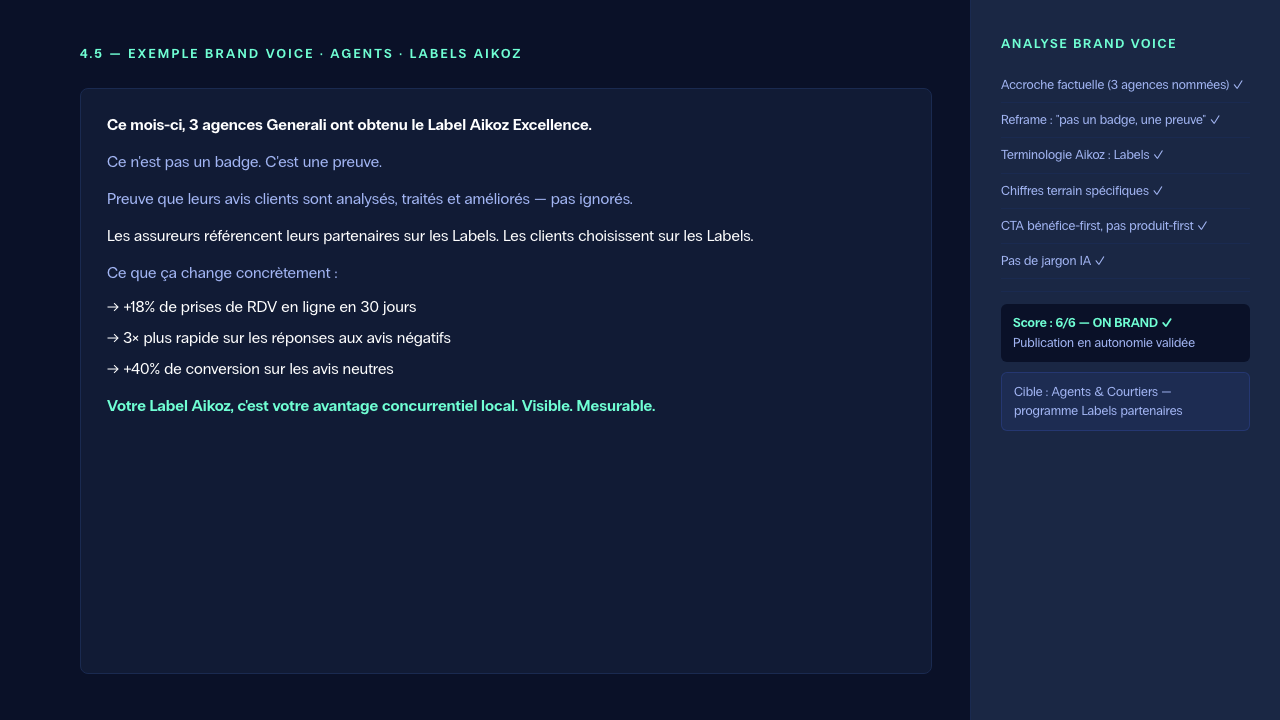 4.5 — EXEMPLE BRAND VOICE · AGENTS · LABELS AIKOZ
Ce mois-ci, 3 agences Generali ont obtenu le Label Aikoz Excellence.
Ce n'est pas un badge. C'est une preuve.
Preuve que leurs avis clients sont analysés, traités et améliorés — pas ignorés.
Les assureurs référencent leurs partenaires sur les Labels. Les clients choisissent sur les Labels.
Ce que ça change concrètement :
→ +18% de prises de RDV en ligne en 30 jours
→ 3× plus rapide sur les réponses aux avis négatifs
→ +40% de conversion sur les avis neutres
Votre Label Aikoz, c'est votre avantage concurrentiel local. Visible. Mesurable.
ANALYSE BRAND VOICE
Accroche factuelle (3 agences nommées) ✓
Reframe : "pas un badge, une preuve" ✓
Terminologie Aikoz : Labels ✓
Chiffres terrain spécifiques ✓
CTA bénéfice-first, pas produit-first ✓
Pas de jargon IA ✓
Score : 6/6 — ON BRAND ✓
Publication en autonomie validée
Cible : Agents & Courtiers —
programme Labels partenaires